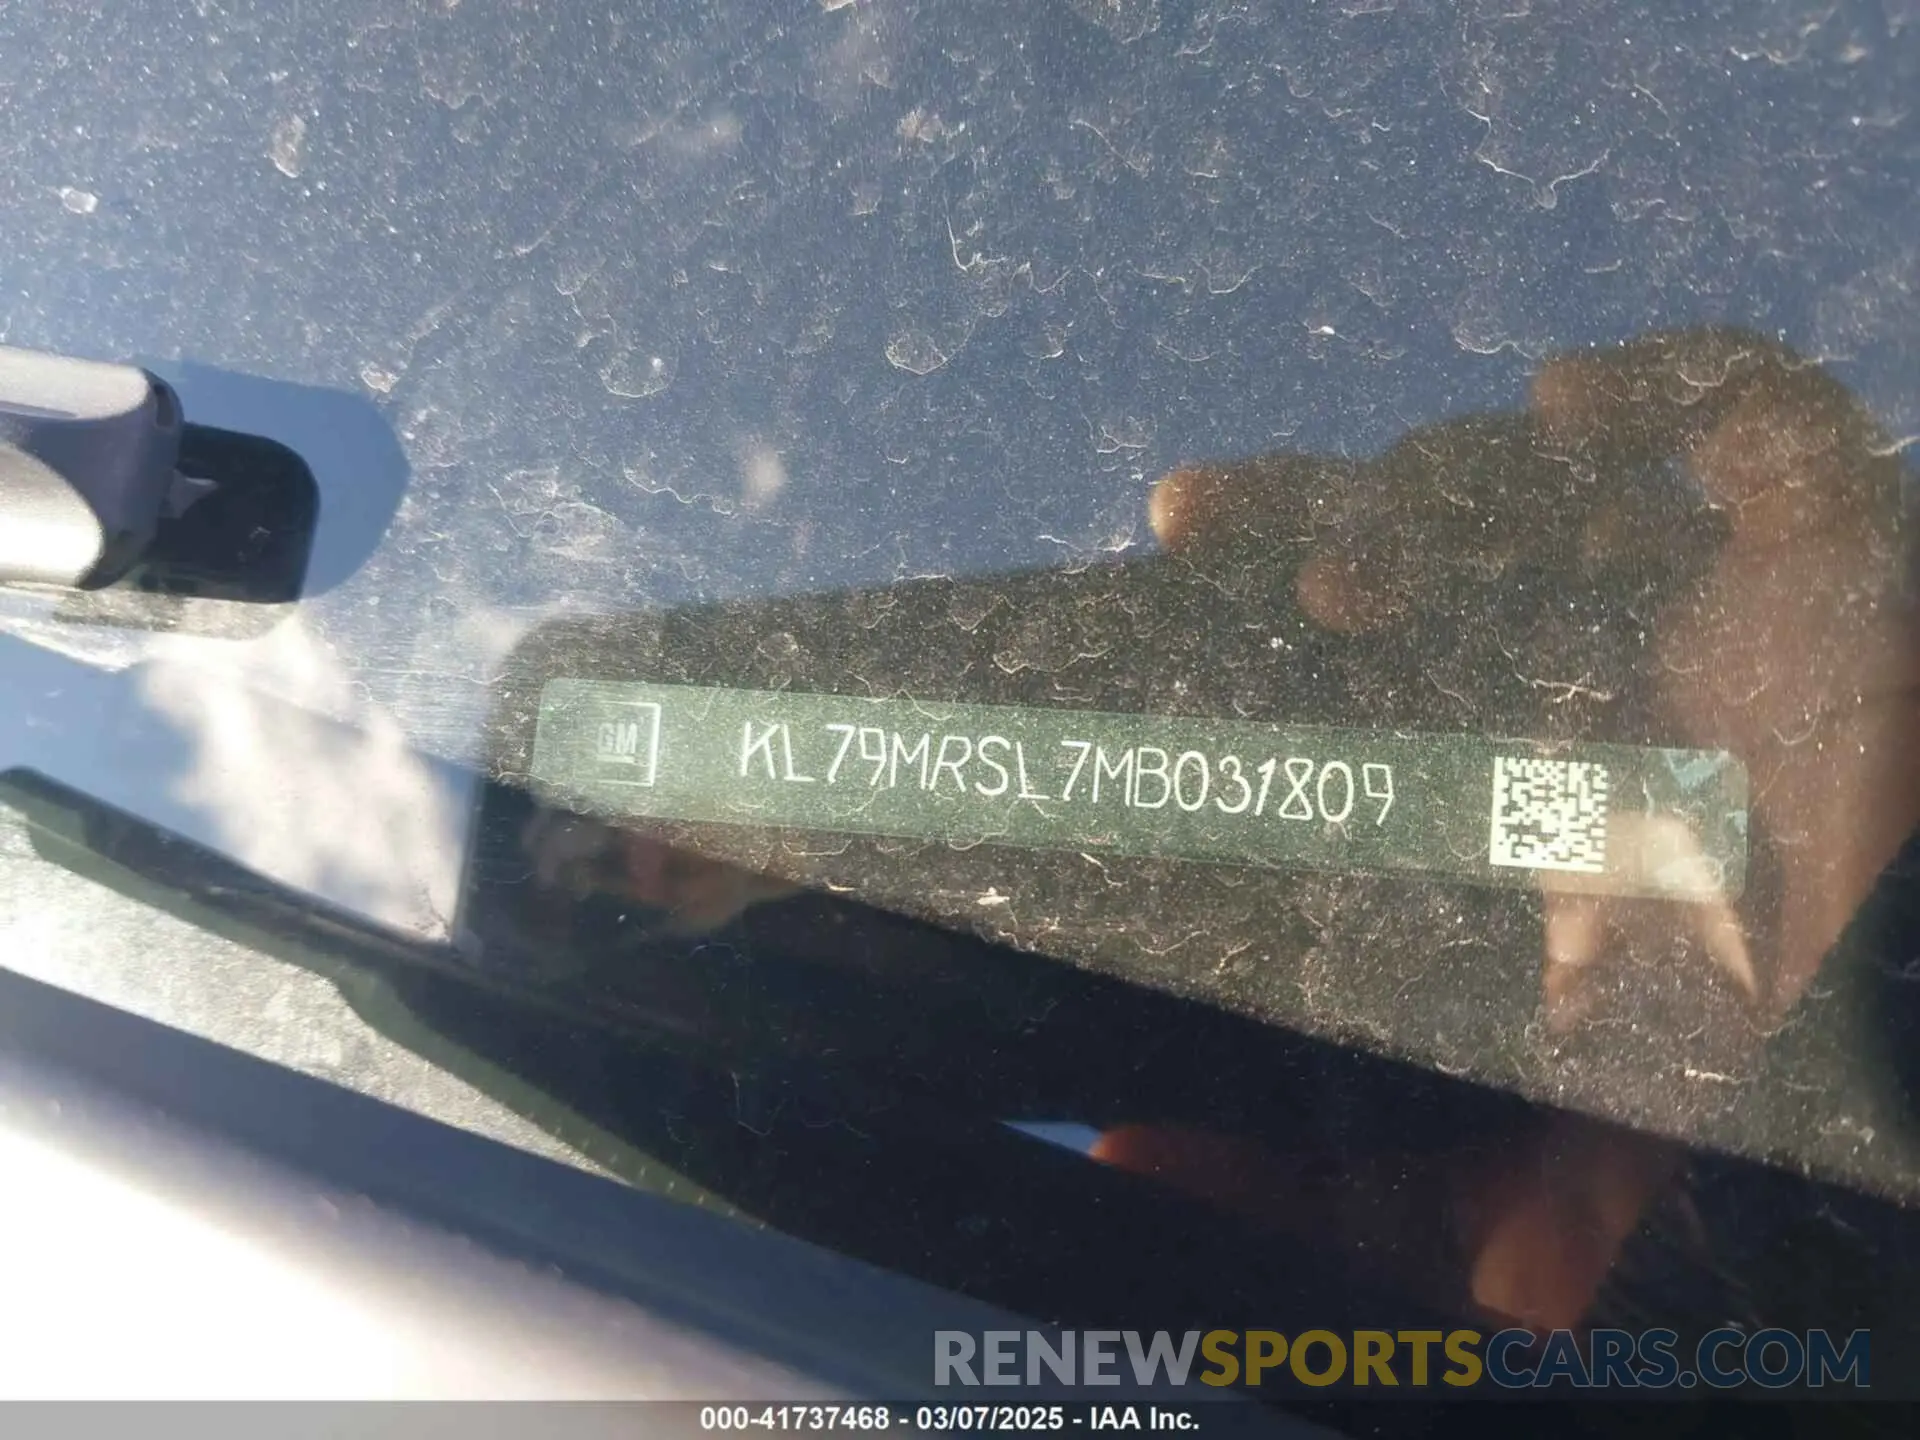 GM KL79MRSL7MB031809
RENEWSPORTSCARS.COM
000-41737468 - 03/07/2025 - IAA Inc.